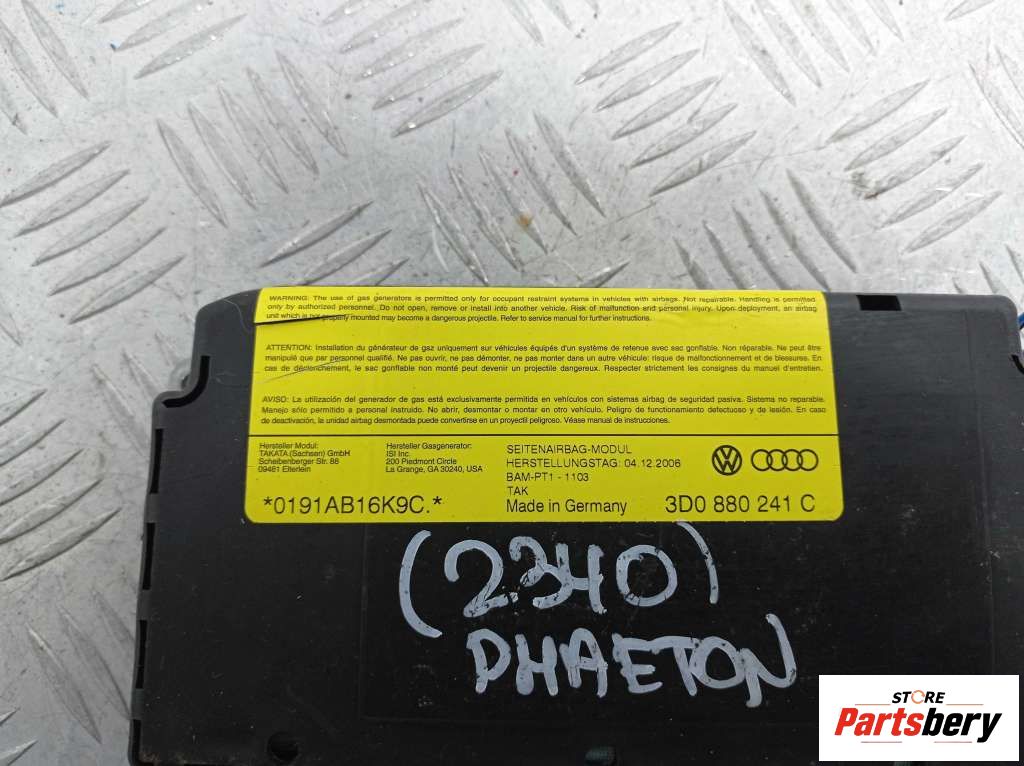 WARNING: The use of gas generators is permitted only for occupant restraint systems in vehicles with airbags. Not repairable. Handling is permitted
only by authorized personnel. Do not open, remove or install into another vehicle. Risk of malfunction and personal injury. Upon deployment, an airbag
unit which is not properly mounted may become a dangerous projectile. Refer to service manual for further instructions.
ATTENTION: Installation du générateur de gaz uniquement sur véhicules équipés d'un système de retenue avec sac gonflable. Non réparable. Ne peut être
manipulé que par personnel qualifié. Ne pas ouvrir, ne pas démonter, ne pas monter dans un autre véhicule: risque de malfonctionnement et de blessures. En
cas de déclenchement, le sac gonflable non monté peut devenir un projectile dangereux. Respecter strictement les consignes du manuel d'entretien.
AVISO: La utilización del generador de gas está exclusivamente permitida en vehículos con sistemas airbag de seguridad pasiva. Sistema no reparable.
Manejo sólo permitido a personal instruido. No abrir, desmontar o montar en otro vehículo. Peligro de funcionamiento defectuoso y de lesión. En caso
de deactivación, la unidad airbag desmontada puede convertirse en un proyectil peligroso. Véase manual de instrucciones.
Hersteller Modul:
TAKATA (Sachsen) GmbH
Scheibenberger Str. 88
09481 Elterlein
Hersteller Gasgenerator:
ISI Inc.
200 Piedmont Circle
La Grange, GA 30240, USA
SEITENAIRBAG-MODUL
HERSTELLUNGSTAG: 04.12.2006
BAM-PT1 - 1103
TAK
*0191AB16K9C.*
Made in Germany
3D0 880 241 C
(2340)
PHAETON
STORE
Partsbery